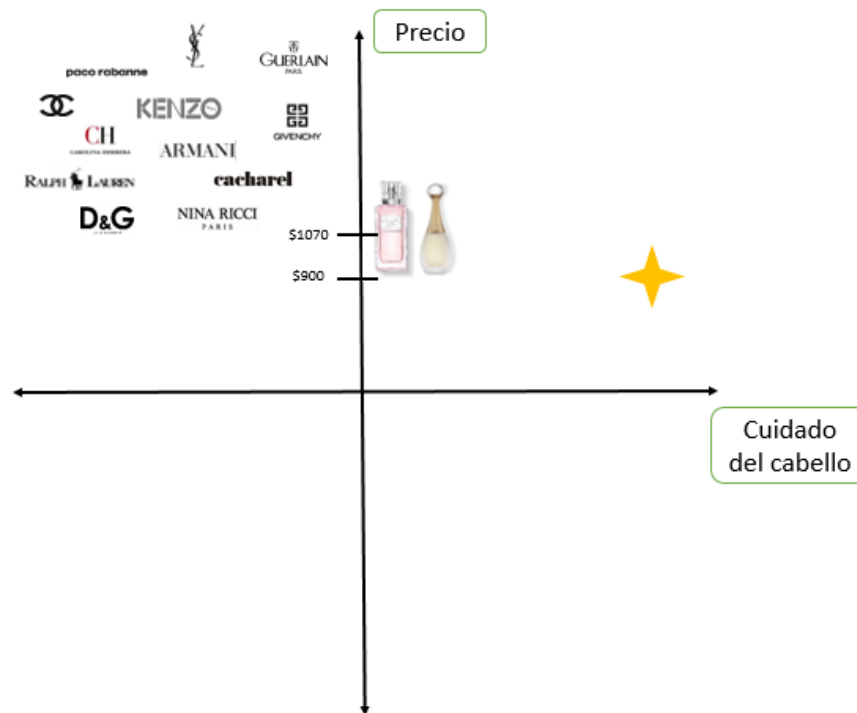 Precio
YSL
GUERLAIN
PARIS
paco rabanne
KENZO
GIVENCHY
CH
CAROLINA HERRERA
ARMANI
RALPH LAUREN
cacharel
D&G
NINA RICCI
PARIS
$1070
$900
Cuidado
del cabello